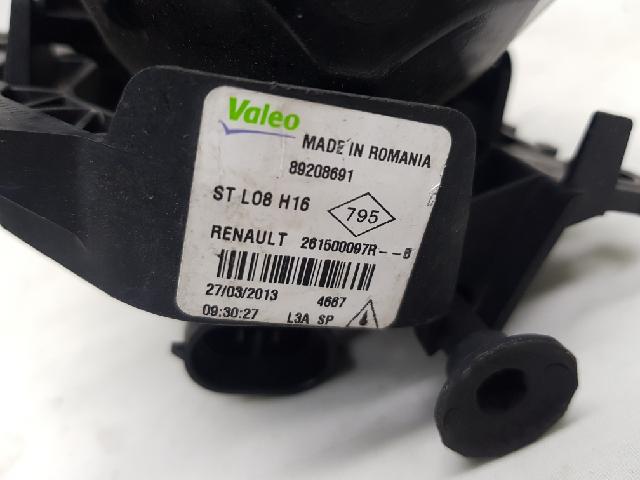 Valeo
MADE IN ROMANIA
89208691
ST L08 H16
795
RENAULT 261500097R--B
27/03/2013 4667
09:30:27 L3A SP